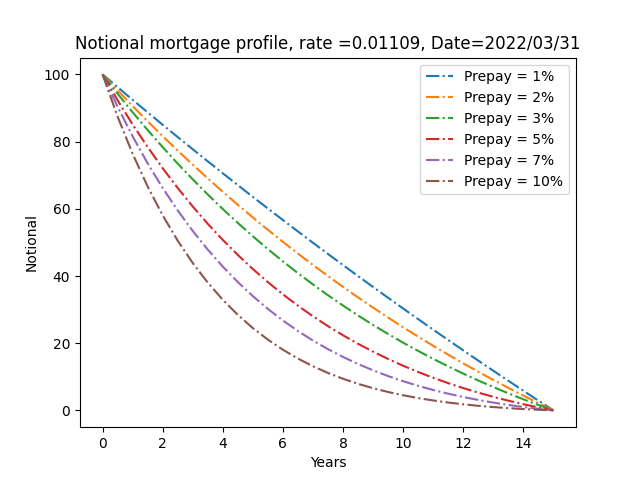 Notional mortgage profile, rate =0.01109, Date=2022/03/31
Prepay = 1%
Prepay = 2%
Prepay = 3%
Prepay = 5%
Prepay = 7%
Prepay = 10%
Notional
100
80
60
40
20
0
0 2 4 6 8 10 12 14
Years